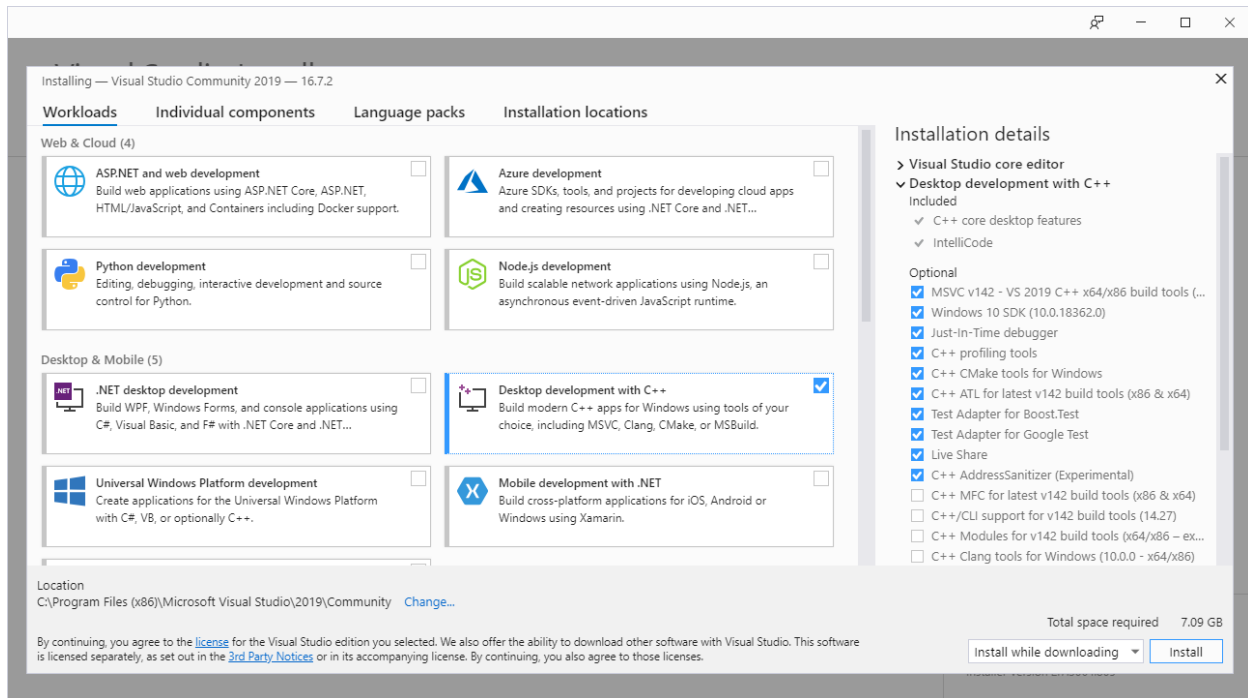 Installing — Visual Studio Community 2019 — 16.7.2
Workloads
Individual components
Language packs
Installation locations
Web & Cloud (4)
ASP.NET and web development
Build web applications using ASP.NET Core, ASP.NET,
HTML/JavaScript, and Containers including Docker support.
Azure development
Azure SDKs, tools, and projects for developing cloud apps
and creating resources using .NET Core and .NET...
Python development
Editing, debugging, interactive development and source
control for Python.
JS
Node.js development
Build scalable network applications using Node.js, an
asynchronous event-driven JavaScript runtime.
Desktop & Mobile (5)
.NET
.NET desktop development
Build WPF, Windows Forms, and console applications using
C#, Visual Basic, and F# with .NET Core and .NET...
Desktop development with C++
Build modern C++ apps for Windows using tools of your
choice, including MSVC, Clang, CMake, or MSBuild.
Universal Windows Platform development
Create applications for the Universal Windows Platform
with C#, VB, or optionally C++.
Mobile development with .NET
Build cross-platform applications for iOS, Android or
Windows using Xamarin.
Installation details
Visual Studio core editor
Desktop development with C++
Included
C++ core desktop features
IntelliCode
Optional
MSVC v142 - VS 2019 C++ x64/x86 build tools (...
Windows 10 SDK (10.0.18362.0)
Just-In-Time debugger
C++ profiling tools
C++ CMake tools for Windows
C++ ATL for latest v142 build tools (x86 & x64)
Test Adapter for Boost.Test
Test Adapter for Google Test
Live Share
C++ AddressSanitizer (Experimental)
C++ MFC for latest v142 build tools (x86 & x64)
C++/CLI support for v142 build tools (14.27)
C++ Modules for v142 build tools (x64/x86 – ex...
C++ Clang tools for Windows (10.0.0 - x64/x86)
Location
C:\Program Files (x86)\Microsoft Visual Studio\2019\Community Change...
Total space required 7.09 GB
By continuing, you agree to the license for the Visual Studio edition you selected. We also offer the ability to download other software with Visual Studio. This software
is licensed separately, as set out in the 3rd Party Notices or in its accompanying license. By continuing, you also agree to those licenses.
Install while downloading
Install